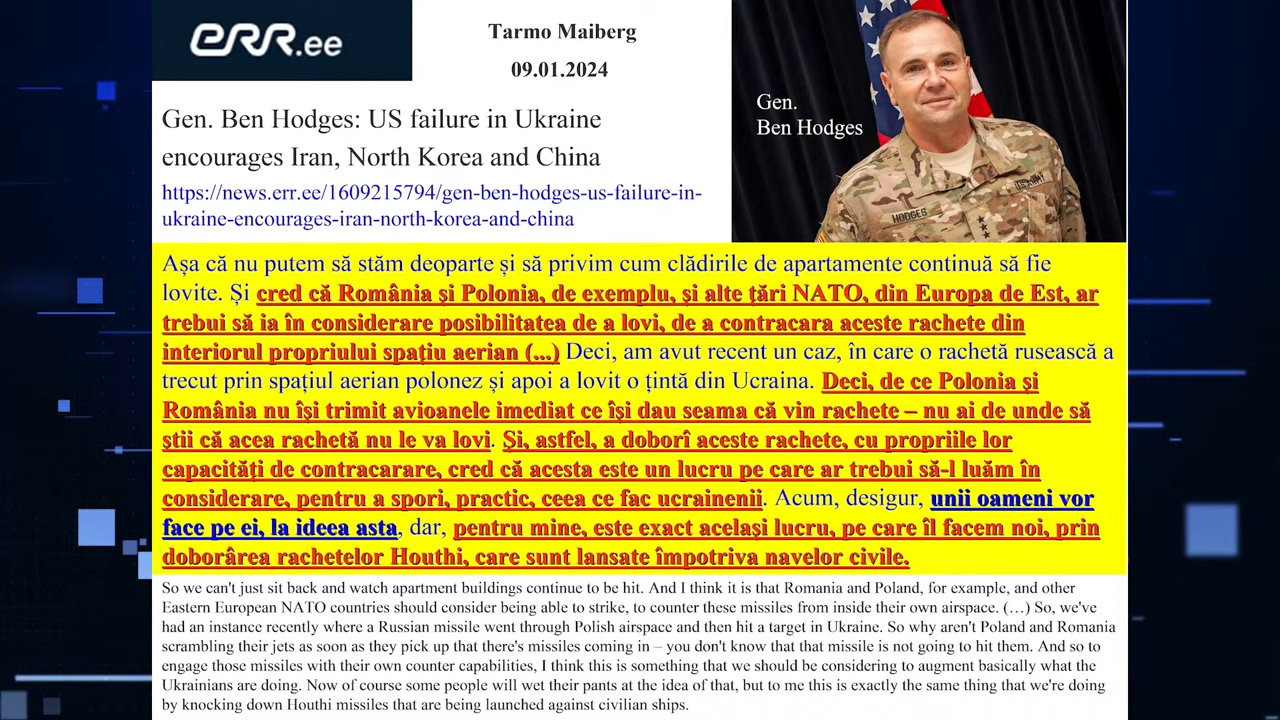 err.ee
Tarmo Maiberg
09.01.2024
Gen. Ben Hodges: US failure in Ukraine
encourages Iran, North Korea and China
https://news.err.ee/1609215794/gen-ben-hodges-us-failure-in-
ukraine-encourages-iran-north-korea-and-china
Gen.
Ben Hodges
U.S. ARMY
HODGES
Așa că nu putem să stăm deoparte și să privim cum clădirile de apartamente continuă să fie
lovite. Și cred că România și Polonia, de exemplu, și alte țări NATO, din Europa de Est, ar
trebui să ia în considerare posibilitatea de a lovi, de a contracara aceste rachete din
interiorul propriului spațiu aerian (...) Deci, am avut recent un caz, în care o rachetă rusească a
trecut prin spațiul aerian polonez și apoi a lovit o țintă din Ucraina. Deci, de ce Polonia și
România nu își trimit avioanele imediat ce își dau seama că vin rachete – nu ai de unde să
știi că acea rachetă nu le va lovi. Și, astfel, a doborî aceste rachete, cu propriile lor
capacități de contracarare, cred că acesta este un lucru pe care ar trebui să-l luăm în
considerare, pentru a spori, practic, ceea ce fac ucrainenii. Acum, desigur, unii oameni vor
face pe ei, la ideea asta, dar, pentru mine, este exact același lucru, pe care îl facem noi, prin
doborârea rachetelor Houthi, care sunt lansate împotriva navelor civile.
So we can't just sit back and watch apartment buildings continue to be hit. And I think it is that Romania and Poland, for example, and other
Eastern European NATO countries should consider being able to strike, to counter these missiles from inside their own airspace. (…) So, we've
had an instance recently where a Russian missile went through Polish airspace and then hit a target in Ukraine. So why aren't Poland and Romania
scrambling their jets as soon as they pick up that there's missiles coming in – you don't know that that missile is not going to hit them. And so to
engage those missiles with their own counter capabilities, I think this is something that we should be considering to augment basically what the
Ukrainians are doing. Now of course some people will wet their pants at the idea of that, but to me this is exactly the same thing that we're doing
by knocking down Houthi missiles that are being launched against civilian ships.